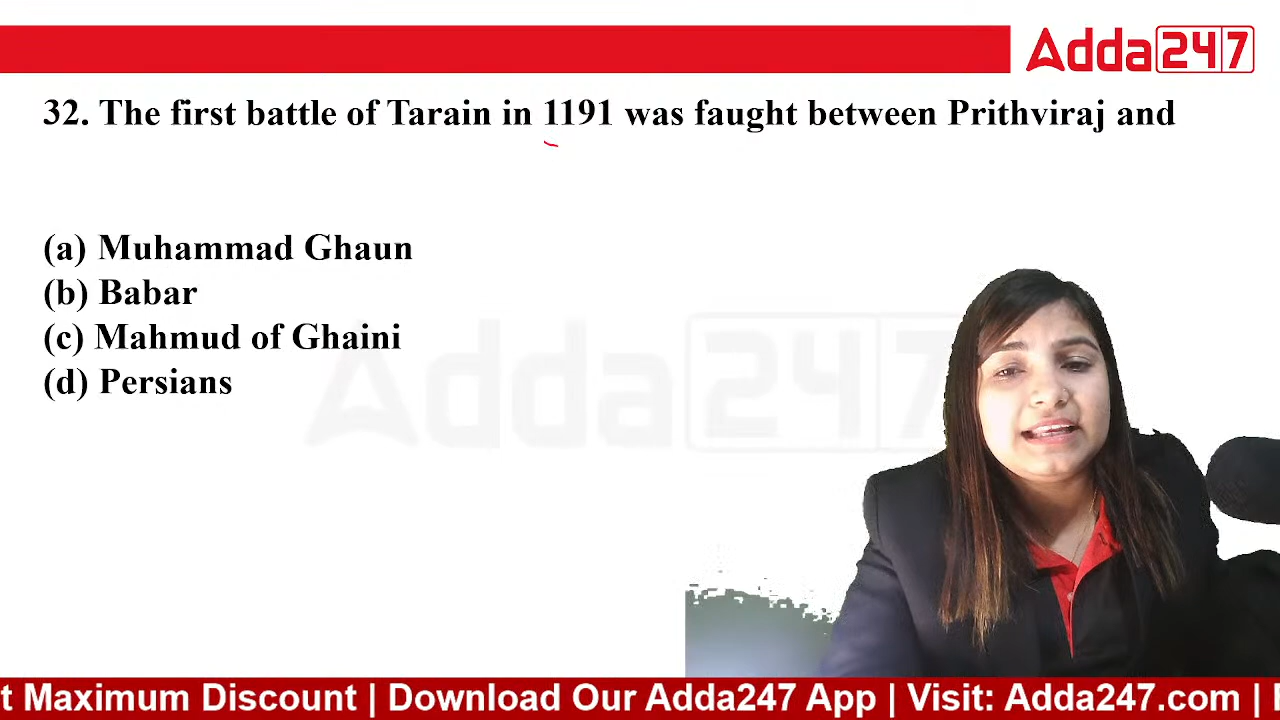 Adda247
32. The first battle of Tarain in 1191 was faught between Prithviraj and
(a) Muhammad Ghaun
(b) Babar
(c) Mahmud of Ghaini
(d) Persians
Adda247
t Maximum Discount | Download Our Adda247 App | Visit: Adda247.com |